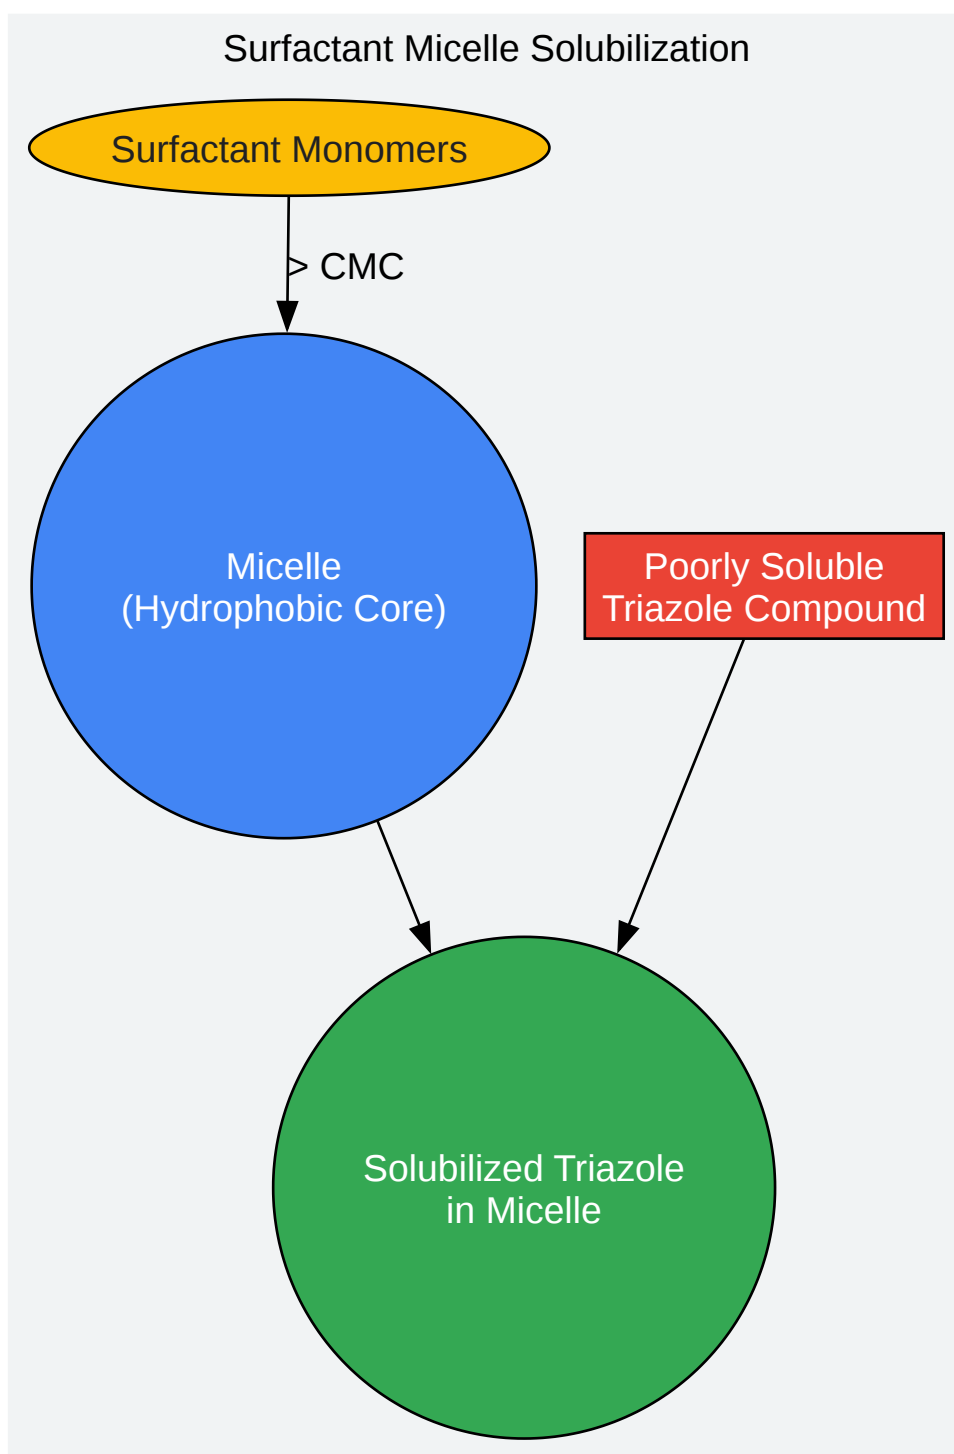 Surfactant Micelle Solubilization
Surfactant Monomers
> CMC
Micelle
(Hydrophobic Core)
Poorly Soluble
Triazole Compound
Solubilized Triazole
in Micelle